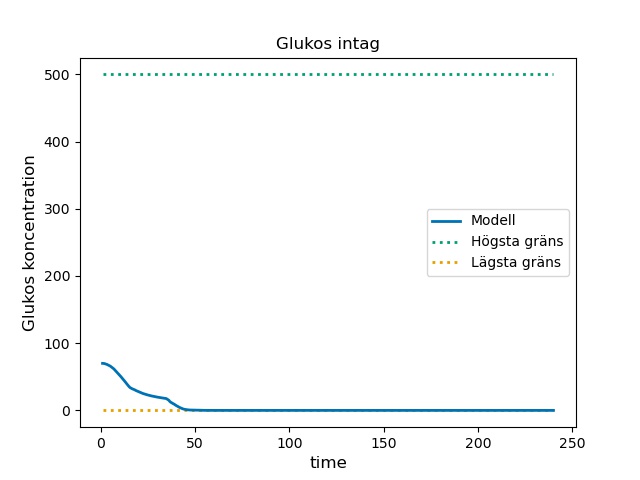 Glukos intag
Glukos koncentration
500
400
300
200
100
0
Modell
Högsta gräns
Lägsta gräns
0 50 100 150 200 250
time